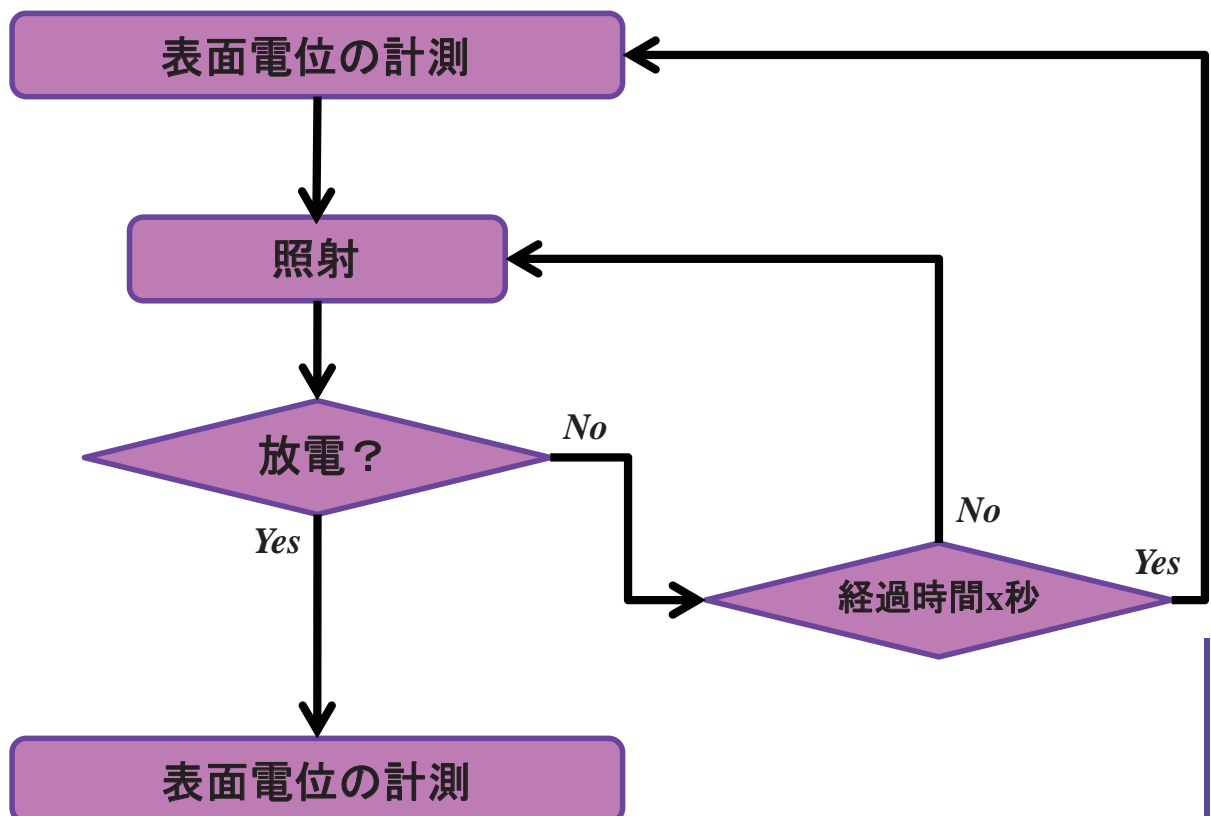 表面電位の計測
照射
放電？
No
Yes
No
Yes
経過時間x秒
表面電位の計測